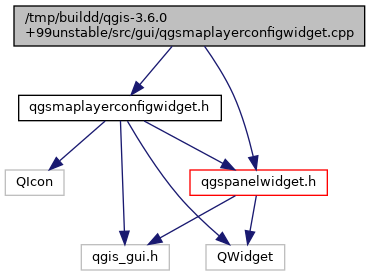 /tmp/buildd/qgis-3.6.0
+99unstable/src/gui/qgsmaplayerconfigwidget.cpp
qgsmaplayerconfigwidget.h
QIcon
qgspanelwidget.h
qgis_gui.h
QWidget